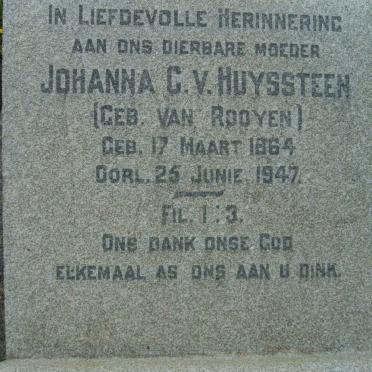 In Liefdevolle Herinnering
aan ons dierbare moeder
Johanna C. v. Huyssteen
(Geb. van Rooyen)
Geb. 17 Maart 1864
Oorl. 25 Junie 1947.
Fil. 1:3.
Ons dank onse God
elkemaal as ons aan u dink.